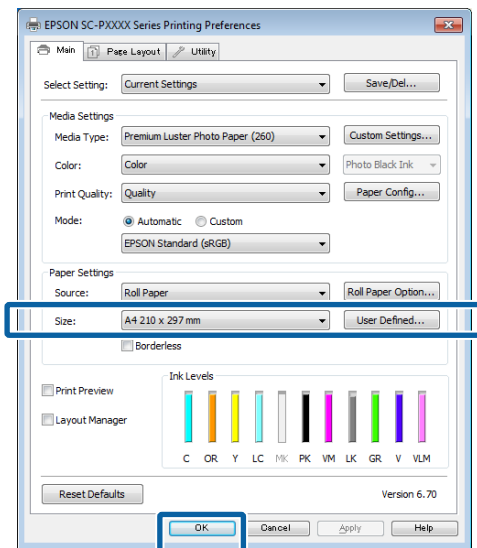 EPSON SC-PXXXX Series Printing Preferences
Main Page Layout Utility
Select Setting: Current Settings Save/Del...
Media Settings
Media Type: Premium Luster Photo Paper (260) Custom Settings...
Color: Color Photo Black Ink
Print Quality: Quality Paper Config...
Mode: Automatic Custom
EPSON Standard (sRGB)
Paper Settings
Source: Roll Paper Roll Paper Option...
Size: A4 210 x 297 mm User Defined...
Borderless
Ink Levels
Print Preview
Layout Manager
C OR Y LC MK PK VM LK GR V VLM
Reset Defaults Version 6.70
OK Cancel Apply Help